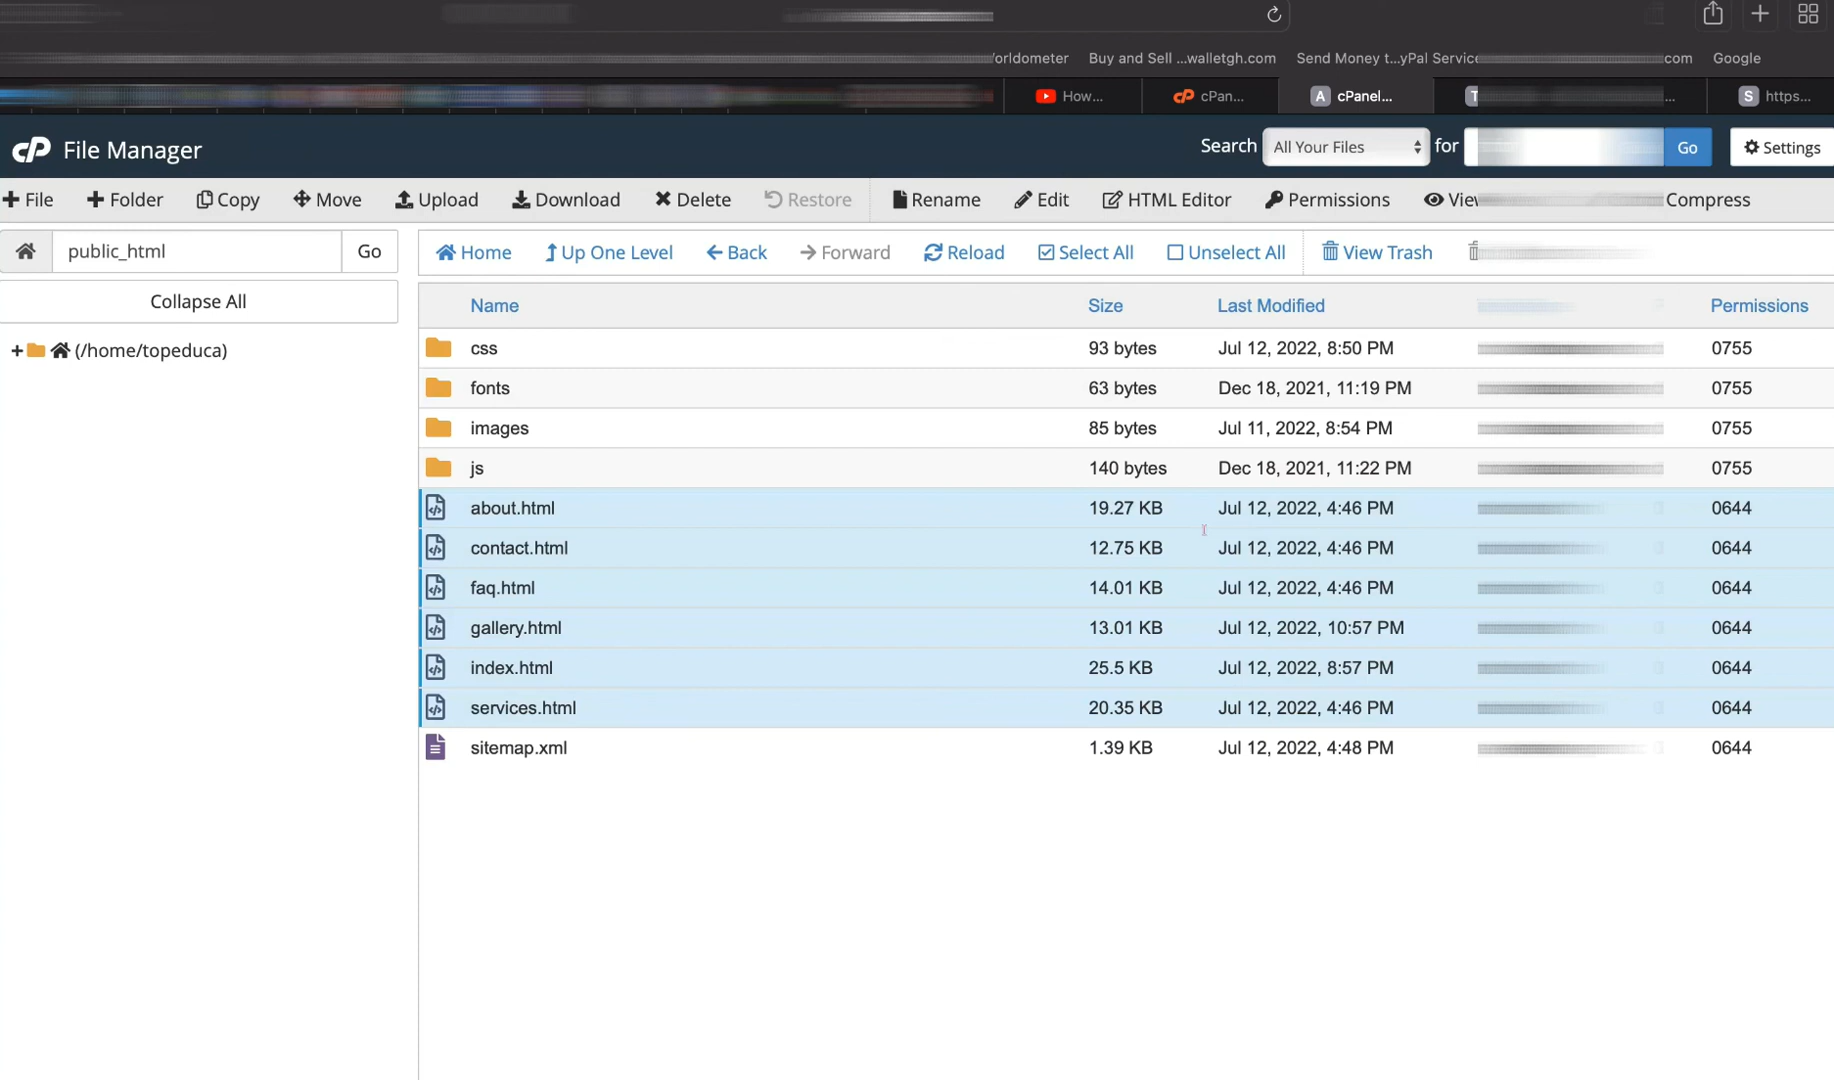 orldometer Buy and Sell ...walletgh.com Send Money t...yPal Service com Google
How... cPan... A cPanel... T ... S https...
cP File Manager Search All Your Files for Go Settings
File Folder Copy Move Upload Download Delete Restore Rename Edit HTML Editor Permissions Compress
public_html Go Home Up One Level Back Forward Reload Select All Unselect All View Trash
Collapse All
Name Size Last Modified Permissions
(/home/topeduca) css 93 bytes Jul 12, 2022, 8:50 PM 0755
fonts 63 bytes Dec 18, 2021, 11:19 PM 0755
images 85 bytes Jul 11, 2022, 8:54 PM 0755
js 140 bytes Dec 18, 2021, 11:22 PM 0755
about.html 19.27 KB Jul 12, 2022, 4:46 PM 0644
contact.html 12.75 KB Jul 12, 2022, 4:46 PM 0644
faq.html 14.01 KB Jul 12, 2022, 4:46 PM 0644
gallery.html 13.01 KB Jul 12, 2022, 10:57 PM 0644
index.html 25.5 KB Jul 12, 2022, 8:57 PM 0644
services.html 20.35 KB Jul 12, 2022, 4:46 PM 0644
sitemap.xml 1.39 KB Jul 12, 2022, 4:48 PM 0644